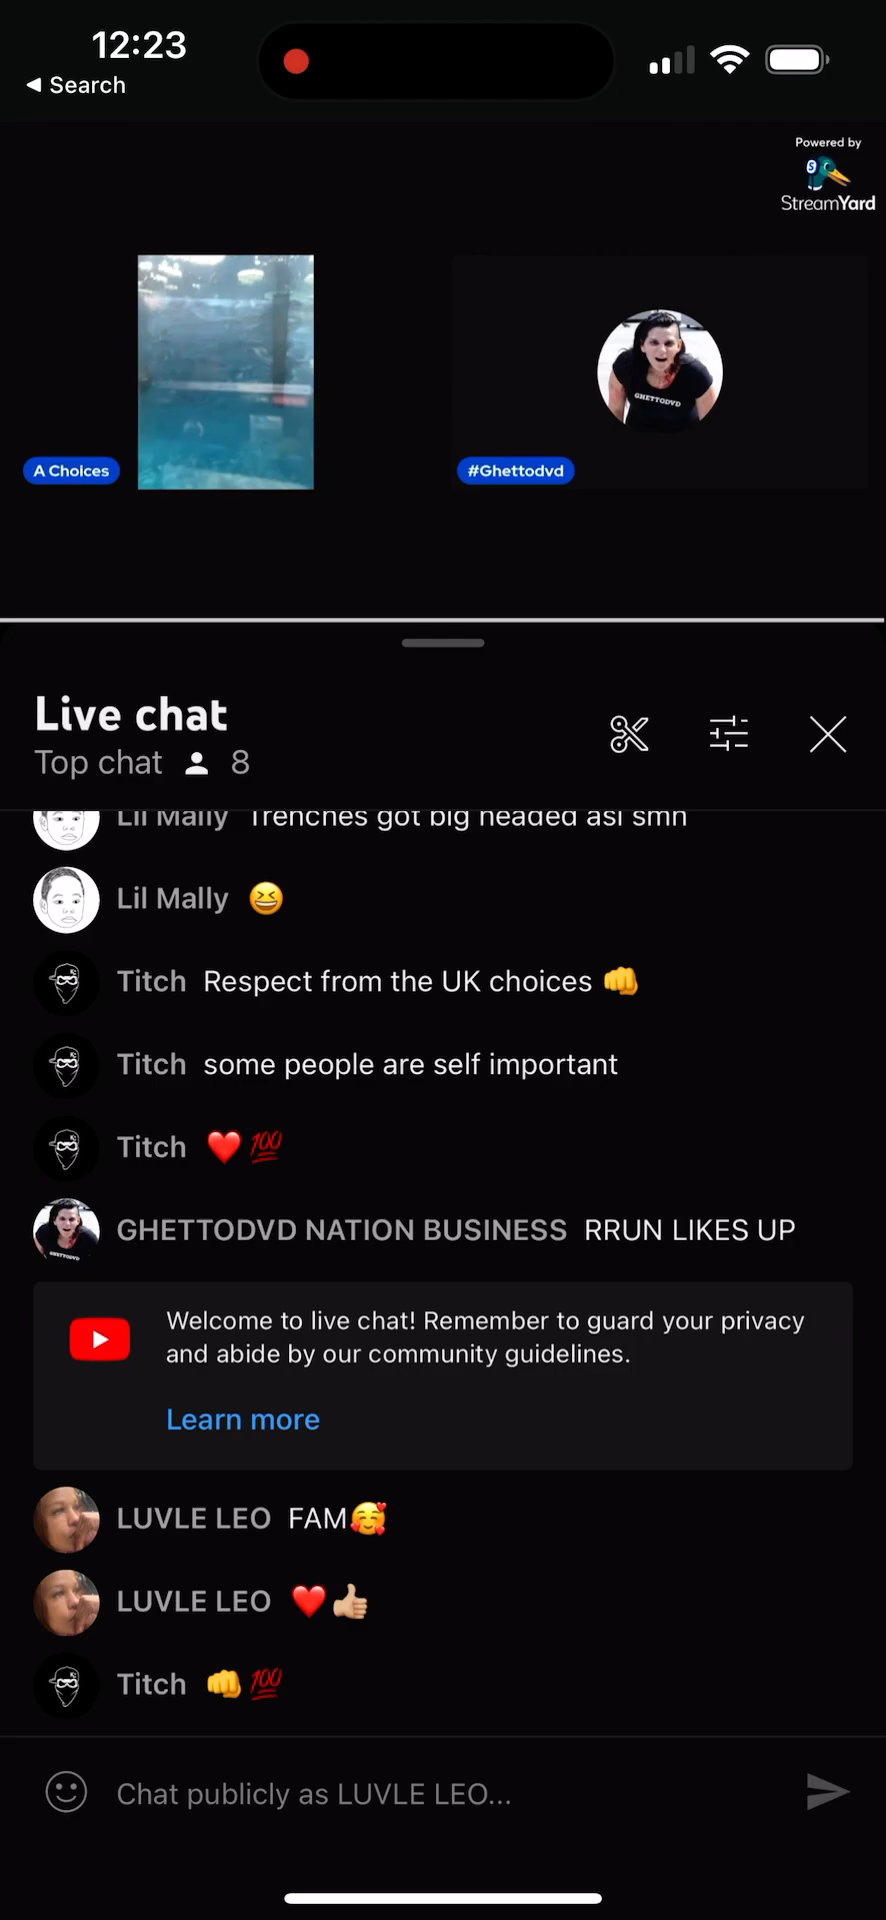 12:23
Search
Powered by
StreamYard
GHETTODVD
A Choices
#Ghettodvd
Live chat
Top chat 8
Lil Mally Trenches got big headed asf smh
Lil Mally 😆
Titch Respect from the UK choices 👊
Titch some people are self important
Titch ❤️ 💯
GHETTODVD NATION BUSINESS RRUN LIKES UP
Welcome to live chat! Remember to guard your privacy
and abide by our community guidelines.
Learn more
LUVLE LEO FAM🥰
LUVLE LEO ❤️👍🏼
Titch 👊 💯
Chat publicly as LUVLE LEO...